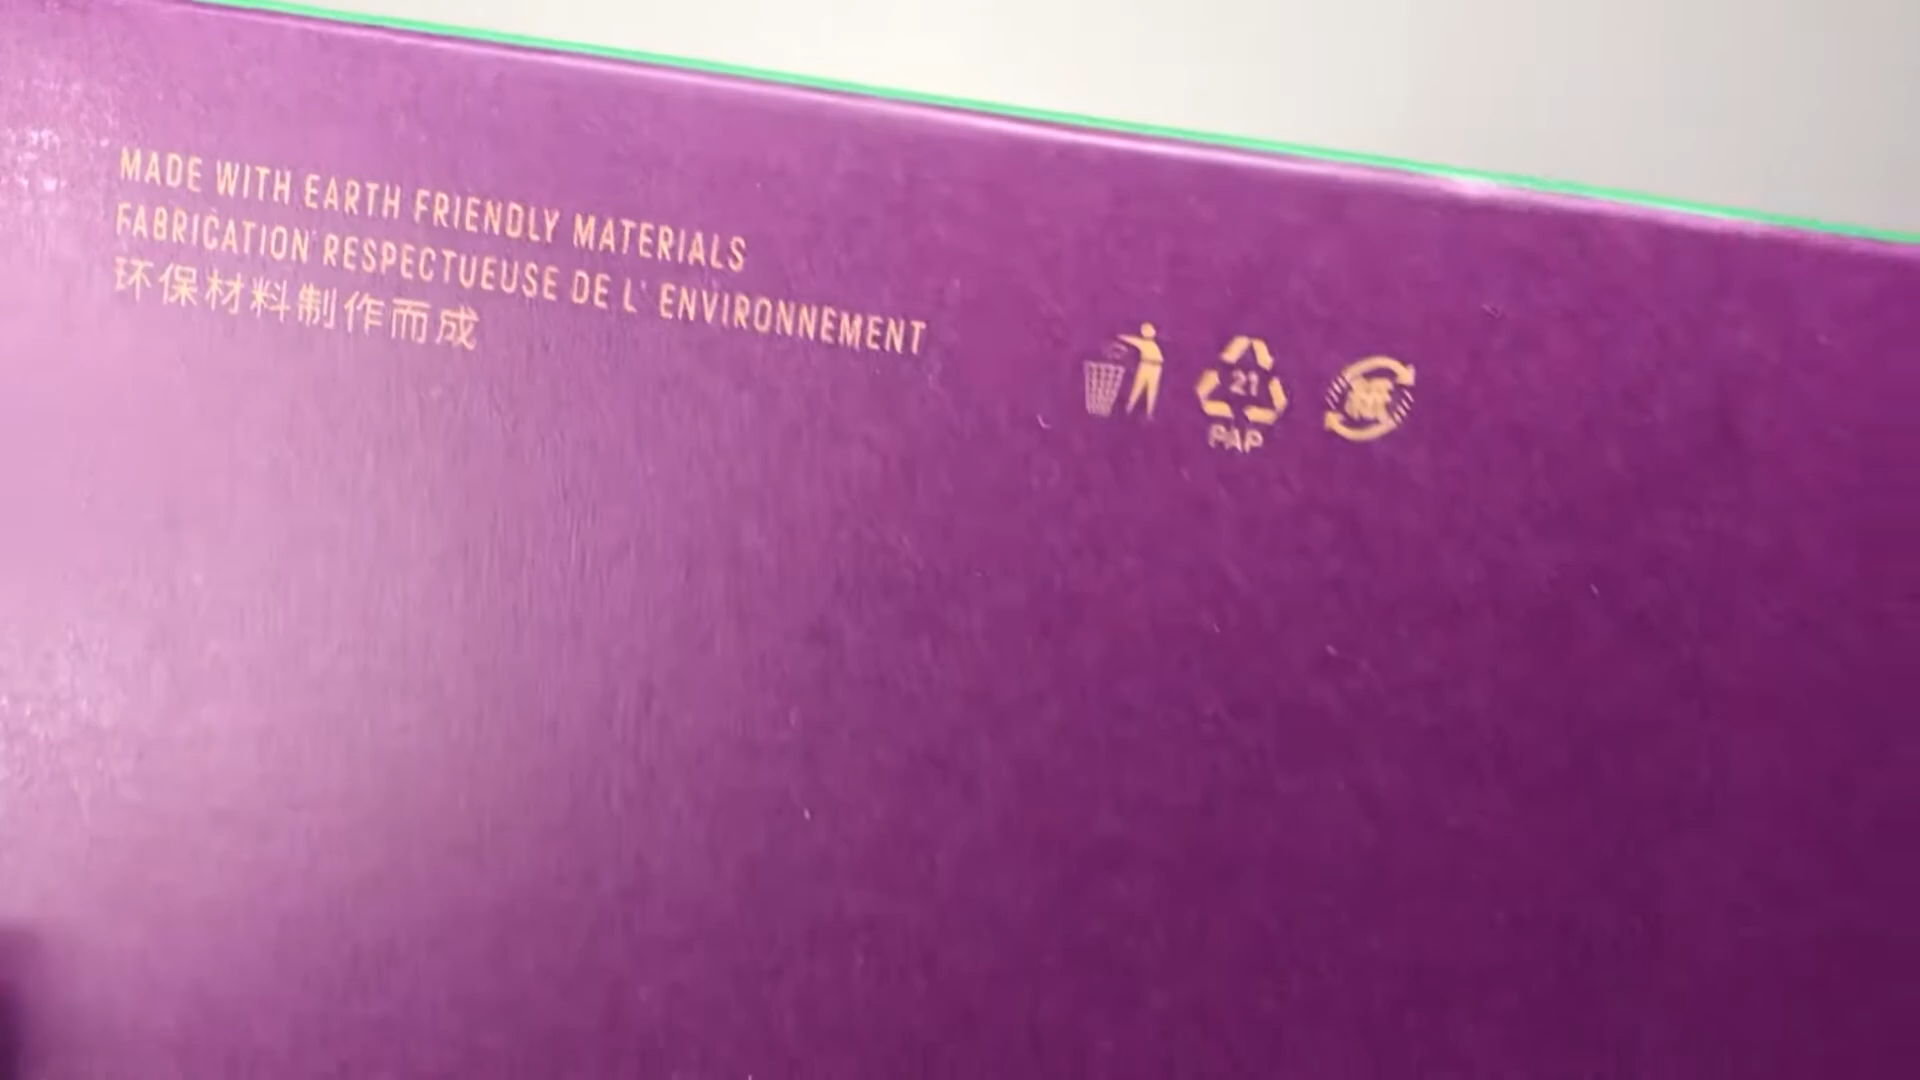 MADE WITH EARTH FRIENDLY MATERIALS
FABRICATION RESPECTUEUSE DE L' ENVIRONNEMENT
环保材料制作而成
21
PAP